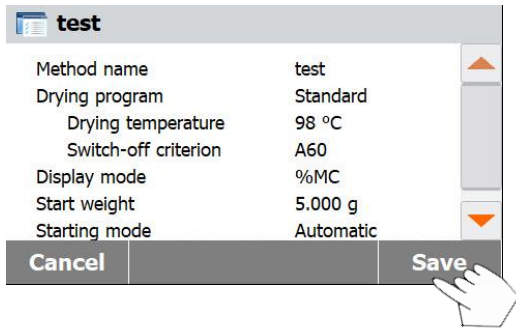 test
Method name test
Drying program Standard
Drying temperature 98 °C
Switch-off criterion A60
Display mode %MC
Start weight 5.000 g
Starting mode Automatic
Cancel Save